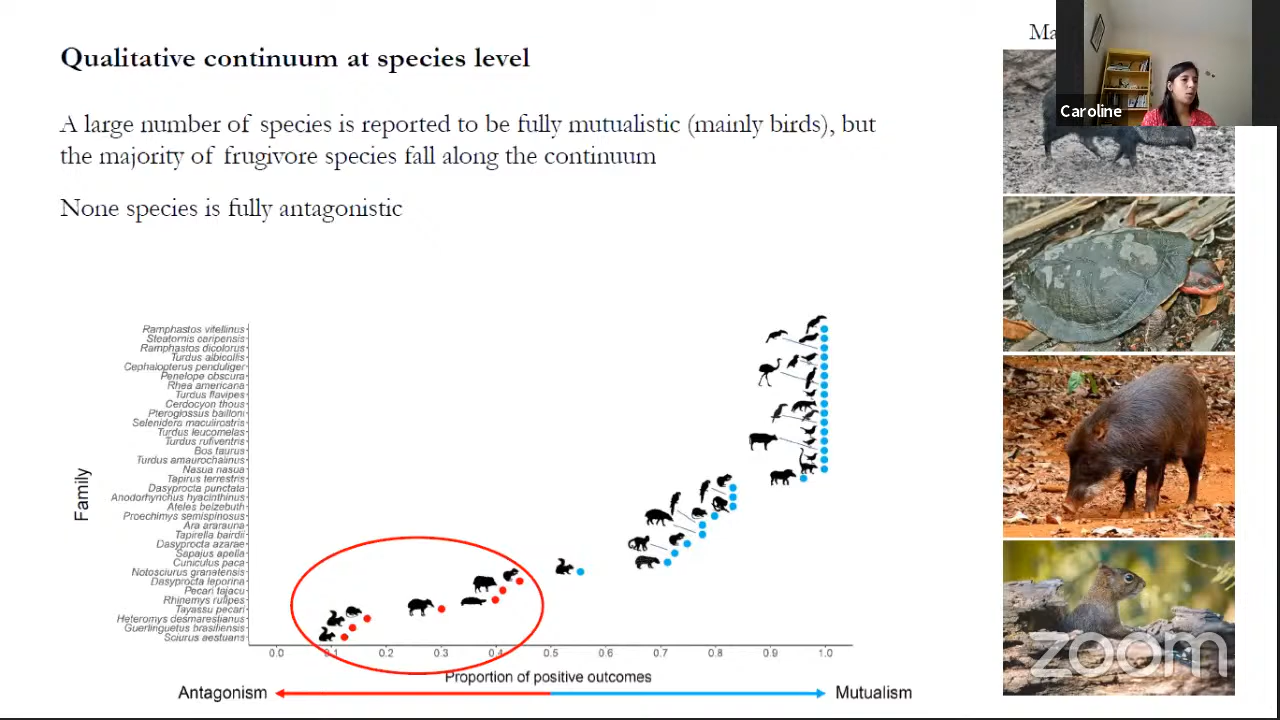 Qualitative continuum at species level
Ma
Caroline
A large number of species is reported to be fully mutualistic (mainly birds), but
the majority of frugivore species fall along the continuum
None species is fully antagonistic
Family
Ramphastos vitellinus
Steatornis caripensis
Ramphastos dicolorus
Turdus albicollis
Cephalopterus penduliger
Penelope obscura
Rhea americana
Turdus flavipes
Cerdocyon thous
Pteroglossus bailloni
Selenidera maculirostris
Turdus leucomelas
Turdus rufiventris
Bos taurus
Turdus amaurochalinus
Nasua nasua
Tapirus terrestris
Dasyprocta punctata
Anodorhynchus hyacinthinus
Ateles belzebuth
Proechimys semispinosus
Ara ararauna
Tapirella bairdii
Dasyprocta azarae
Sapajus apella
Cuniculus paca
Notosciurus granatensis
Dasyprocta leporina
Pecari tajacu
Rhinemys rufipes
Tayassu pecari
Heteromys desmarestianus
Guerlinguetus brasiliensis
Sciurus aestuans
0.0 0.1 0.2 0.3 0.4 0.5 0.6 0.7 0.8 0.9 1.0
Proportion of positive outcomes
Antagonism Mutualism
zoom